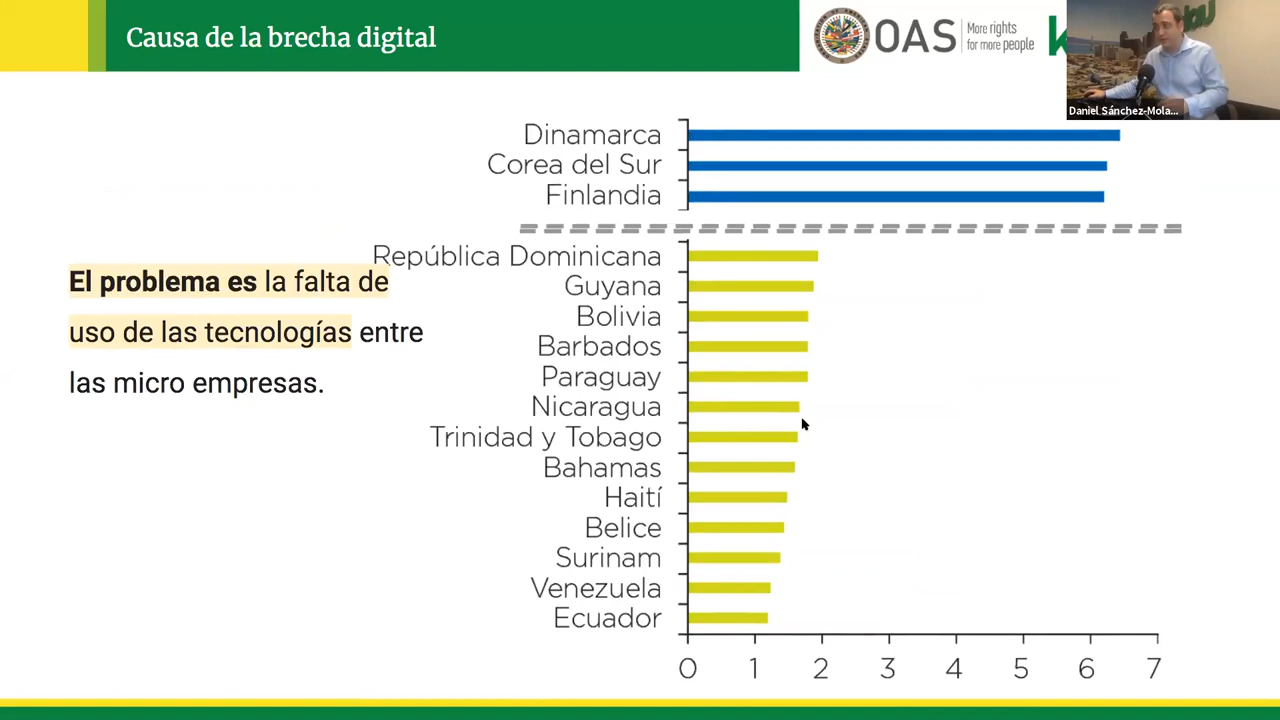 Causa de la brecha digital
OAS
More rights
for more people
Daniel Sánchez-Mola...
El problema es la falta de
uso de las tecnologías entre
las micro empresas.
Dinamarca
Corea del Sur
Finlandia
República Dominicana
Guyana
Bolivia
Barbados
Paraguay
Nicaragua
Trinidad y Tobago
Bahamas
Haití
Belice
Surinam
Venezuela
Ecuador
0 1 2 3 4 5 6 7